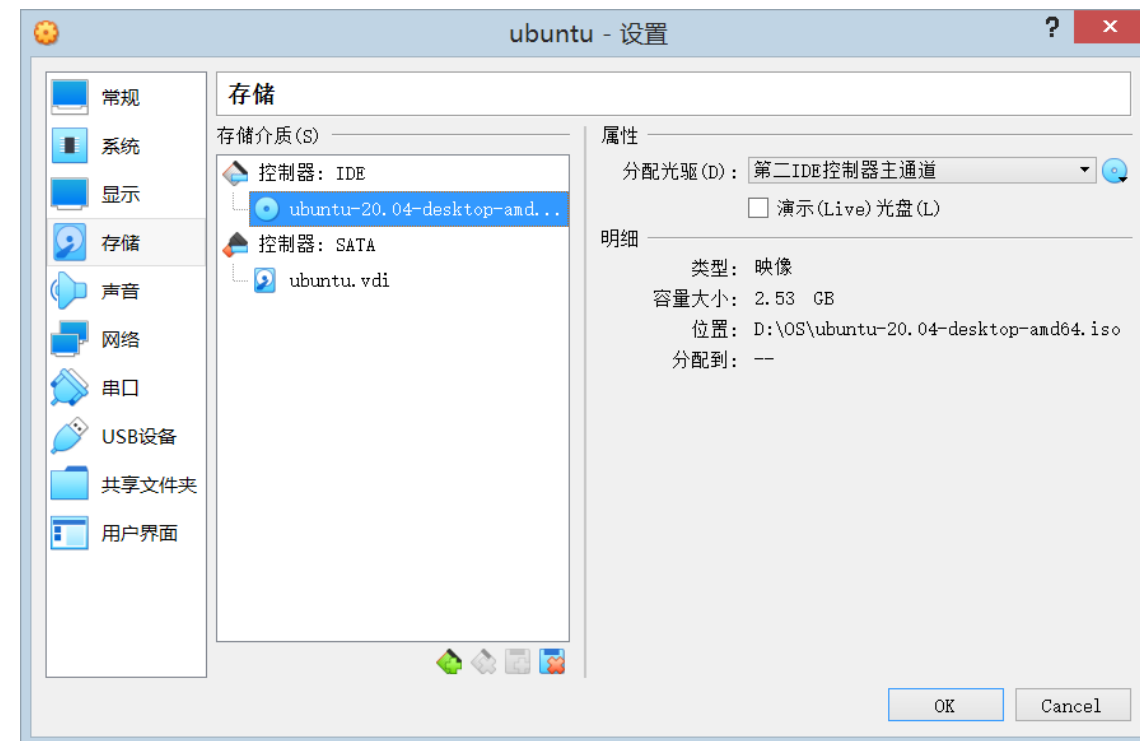 ubuntu - 设置
?
×
常规
系统
显示
存储
声音
网络
串口
USB设备
共享文件夹
用户界面
存储
存储介质(S)
控制器: IDE
ubuntu-20.04-desktop-amd...
控制器: SATA
ubuntu.vdi
属性
分配光驱(D): 第二IDE控制器主通道
演示(Live)光盘(L)
明细
类型: 映像
容量大小: 2.53 GB
位置: D:\OS\ubuntu-20.04-desktop-amd64.iso
分配到: --
OK Cancel